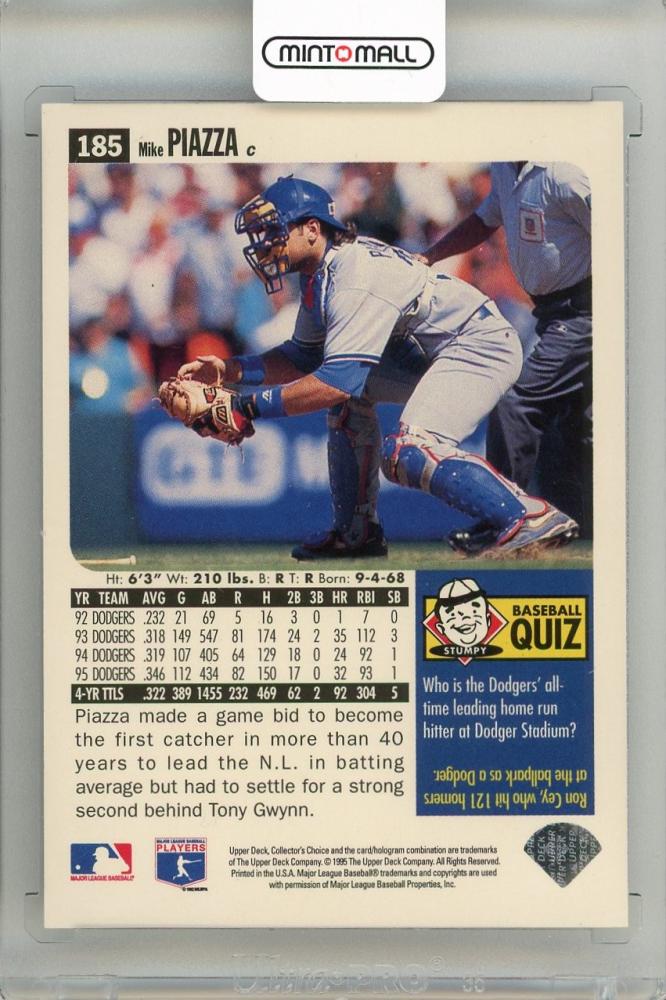 MINTMALL
185 Mike PIAZZA c
Ht: 6'3" Wt: 210 lbs. B: R T: R Born: 9-4-68
YR TEAM AVG G AB R H 2B 3B HR RBI SB
92 DODGERS .232 21 69 5 16 3 0 1 7 0
93 DODGERS .318 149 547 81 174 24 2 35 112 3
94 DODGERS .319 107 405 64 129 18 0 24 92 1
95 DODGERS .346 112 434 82 150 17 0 32 93 1
4-YR TTLS .322 389 1455 232 469 62 2 92 304 5
Piazza made a game bid to become
the first catcher in more than 40
years to lead the N.L. in batting
average but had to settle for a strong
second behind Tony Gwynn.
STUMPY
BASEBALL
QUIZ
Who is the Dodgers' all-
time leading home run
hitter at Dodger Stadium?
Ron Cey, who hit 121 homers
at the ballpark as a Dodger.
MAJOR LEAGUE BASEBALL
MAJOR LEAGUE BASEBALL
PLAYERS
Upper Deck, Collector's Choice and the card/hologram combination are trademarks
of The Upper Deck Company. © 1995 The Upper Deck Company. All Rights Reserved.
Printed in the U.S.A. Major League Baseball® trademarks and copyrights are used
with permission of Major League Baseball Properties, Inc.
UPPER
DECK
Ultra PRO